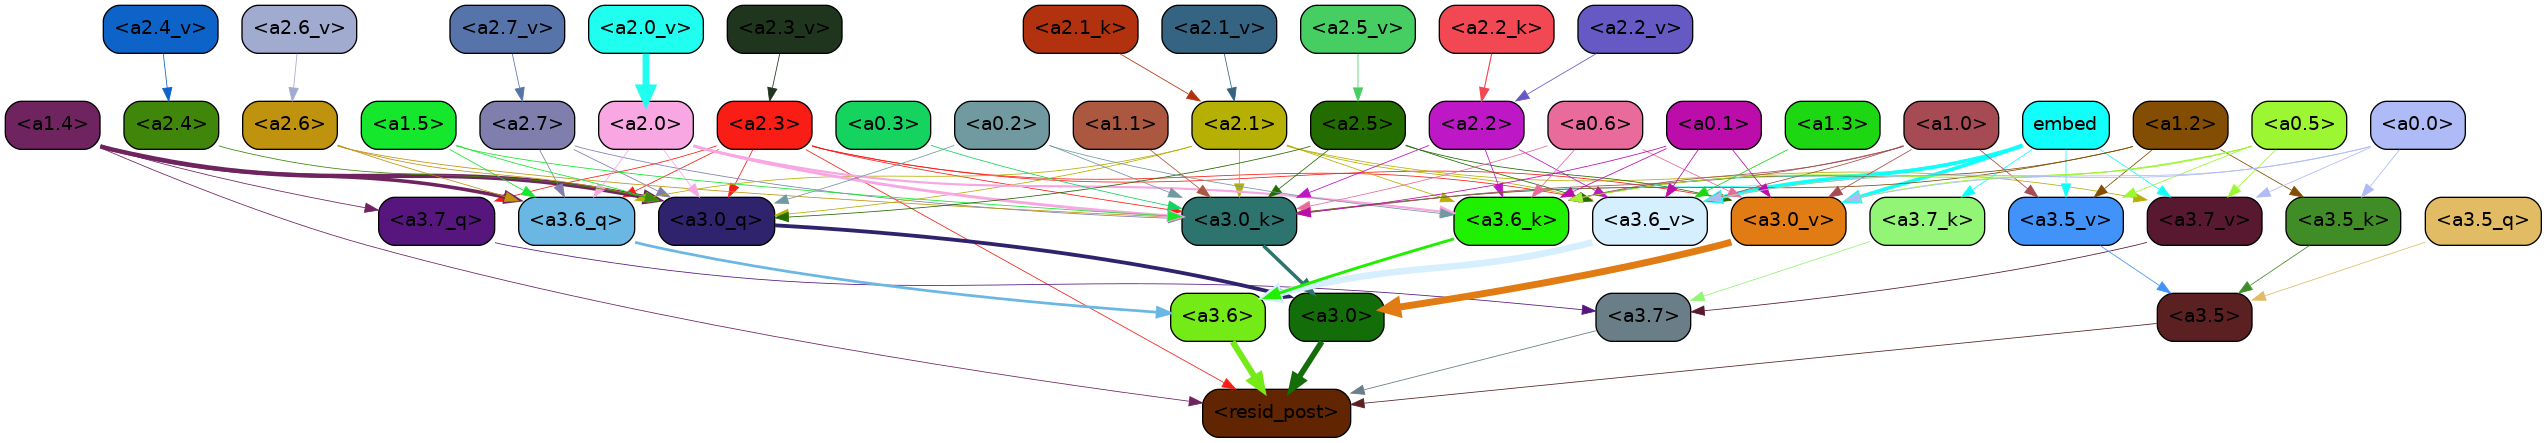 <a2.4_v> <a2.6_v> <a2.7_v> <a2.0_v> <a2.3_v> <a2.1_k> <a2.1_v> <a2.5_v> <a2.2_k> <a2.2_v>
<a1.4> <a2.4> <a2.6> <a1.5> <a2.7> <a2.0> <a2.3> <a0.3> <a0.2> <a1.1> <a2.1> <a2.5> <a2.2> <a0.6> <a0.1> <a1.3> <a1.0> embed <a1.2> <a0.5> <a0.0>
<a3.7_q> <a3.6_q> <a3.0_q> <a3.0_k> <a3.6_k> <a3.6_v> <a3.0_v> <a3.7_k> <a3.5_v> <a3.7_v> <a3.5_k> <a3.5_q>
<a3.6> <a3.0> <a3.7> <a3.5>
<resid_post>